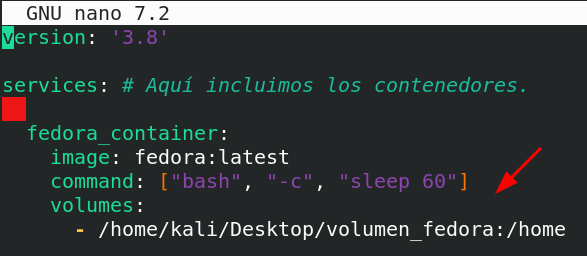 GNU nano 7.2
version: '3.8'
services: # Aquí incluimos los contenedores.
fedora_container:
image: fedora:latest
command: ["bash", "-c", "sleep 60"]
volumes:
- /home/kali/Desktop/volumen_fedora:/home